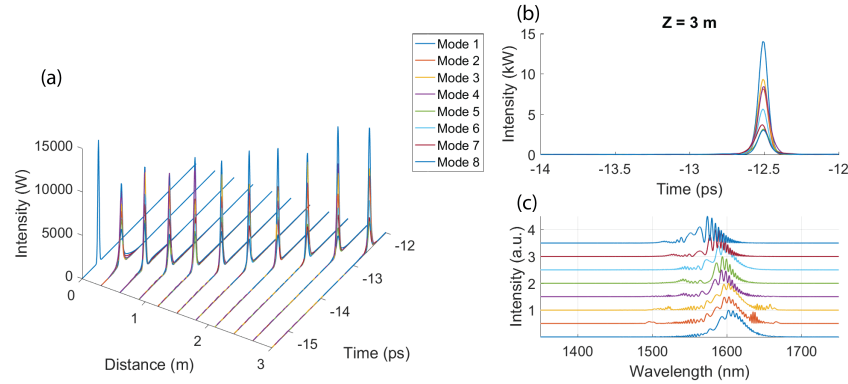 (a)
15000
10000
5000
0
Intensity (W)
0
1
2
3
Distance (m)
-15
-14
-13
-12
Time (ps)
Mode 1
Mode 2
Mode 3
Mode 4
Mode 5
Mode 6
Mode 7
Mode 8
(b)
Z = 3 m
15
10
5
0
Intensity (kW)
-14
-13.5
-13
-12.5
-12
Time (ps)
(c)
4
3
2
1
Intensity (a.u.)
1400
1500
1600
1700
Wavelength (nm)